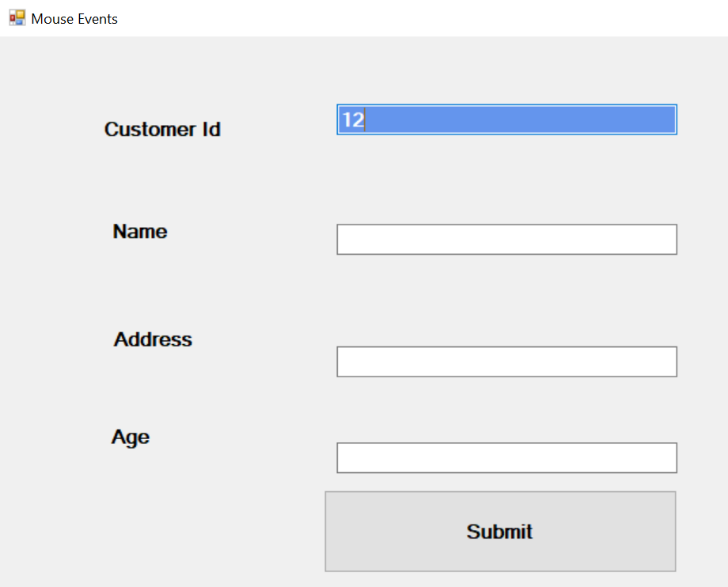 Mouse Events
Customer Id
12
Name
Address
Age
Submit